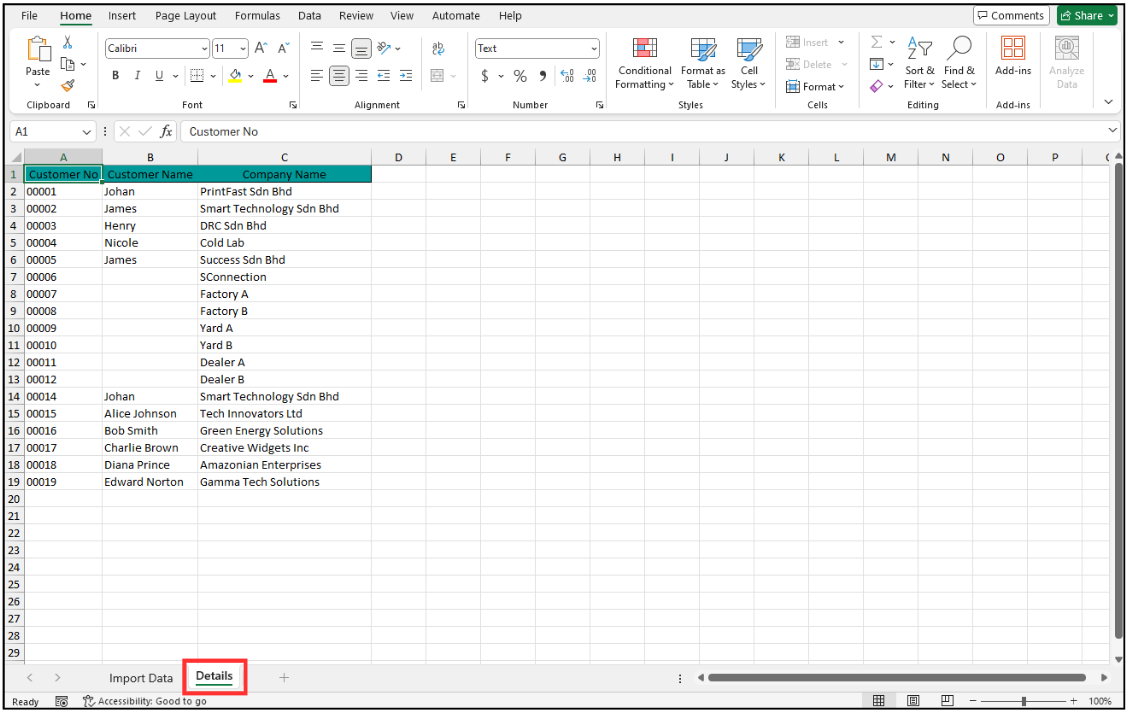 File Home Insert Page Layout Formulas Data Review View Automate Help Comments Share
Calibri 11 Text Insert
Paste Conditional Formatting Format as Table Cell Styles Delete Sort & Filter Find & Select Add-ins Analyze Data
B I U $ % Format
Clipboard Font Alignment Number Styles Cells Editing Add-ins
A1 fx Customer No
A B C D E F G H I J K L M N O P
1 Customer No Customer Name Company Name
2 00001 Johan PrintFast Sdn Bhd
3 00002 James Smart Technology Sdn Bhd
4 00003 Henry DRC Sdn Bhd
5 00004 Nicole Cold Lab
6 00005 James Success Sdn Bhd
7 00006 SConnection
8 00007 Factory A
9 00008 Factory B
10 00009 Yard A
11 00010 Yard B
12 00011 Dealer A
13 00012 Dealer B
14 00014 Johan Smart Technology Sdn Bhd
15 00015 Alice Johnson Tech Innovators Ltd
16 00016 Bob Smith Green Energy Solutions
17 00017 Charlie Brown Creative Widgets Inc
18 00018 Diana Prince Amazonian Enterprises
19 00019 Edward Norton Gamma Tech Solutions
20
21
22
23
24
25
26
27
28
29
Import Data Details
Ready Accessibility: Good to go 100%